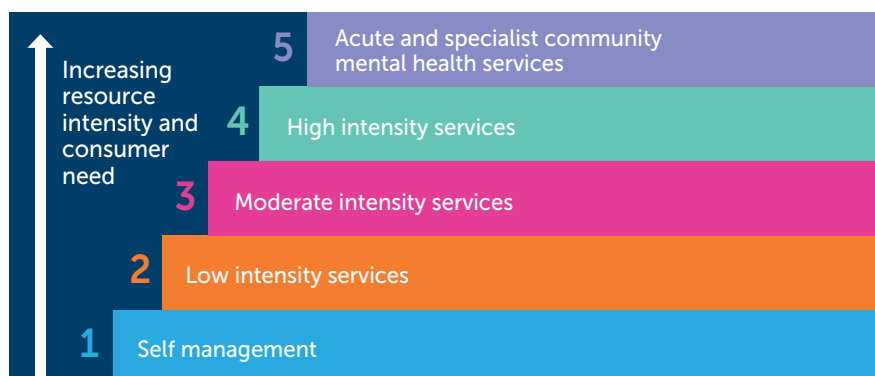 Increasing
resource
intensity and
consumer
need
5
Acute and specialist community
mental health services
4
High intensity services
3
Moderate intensity services
2
Low intensity services
1
Self management